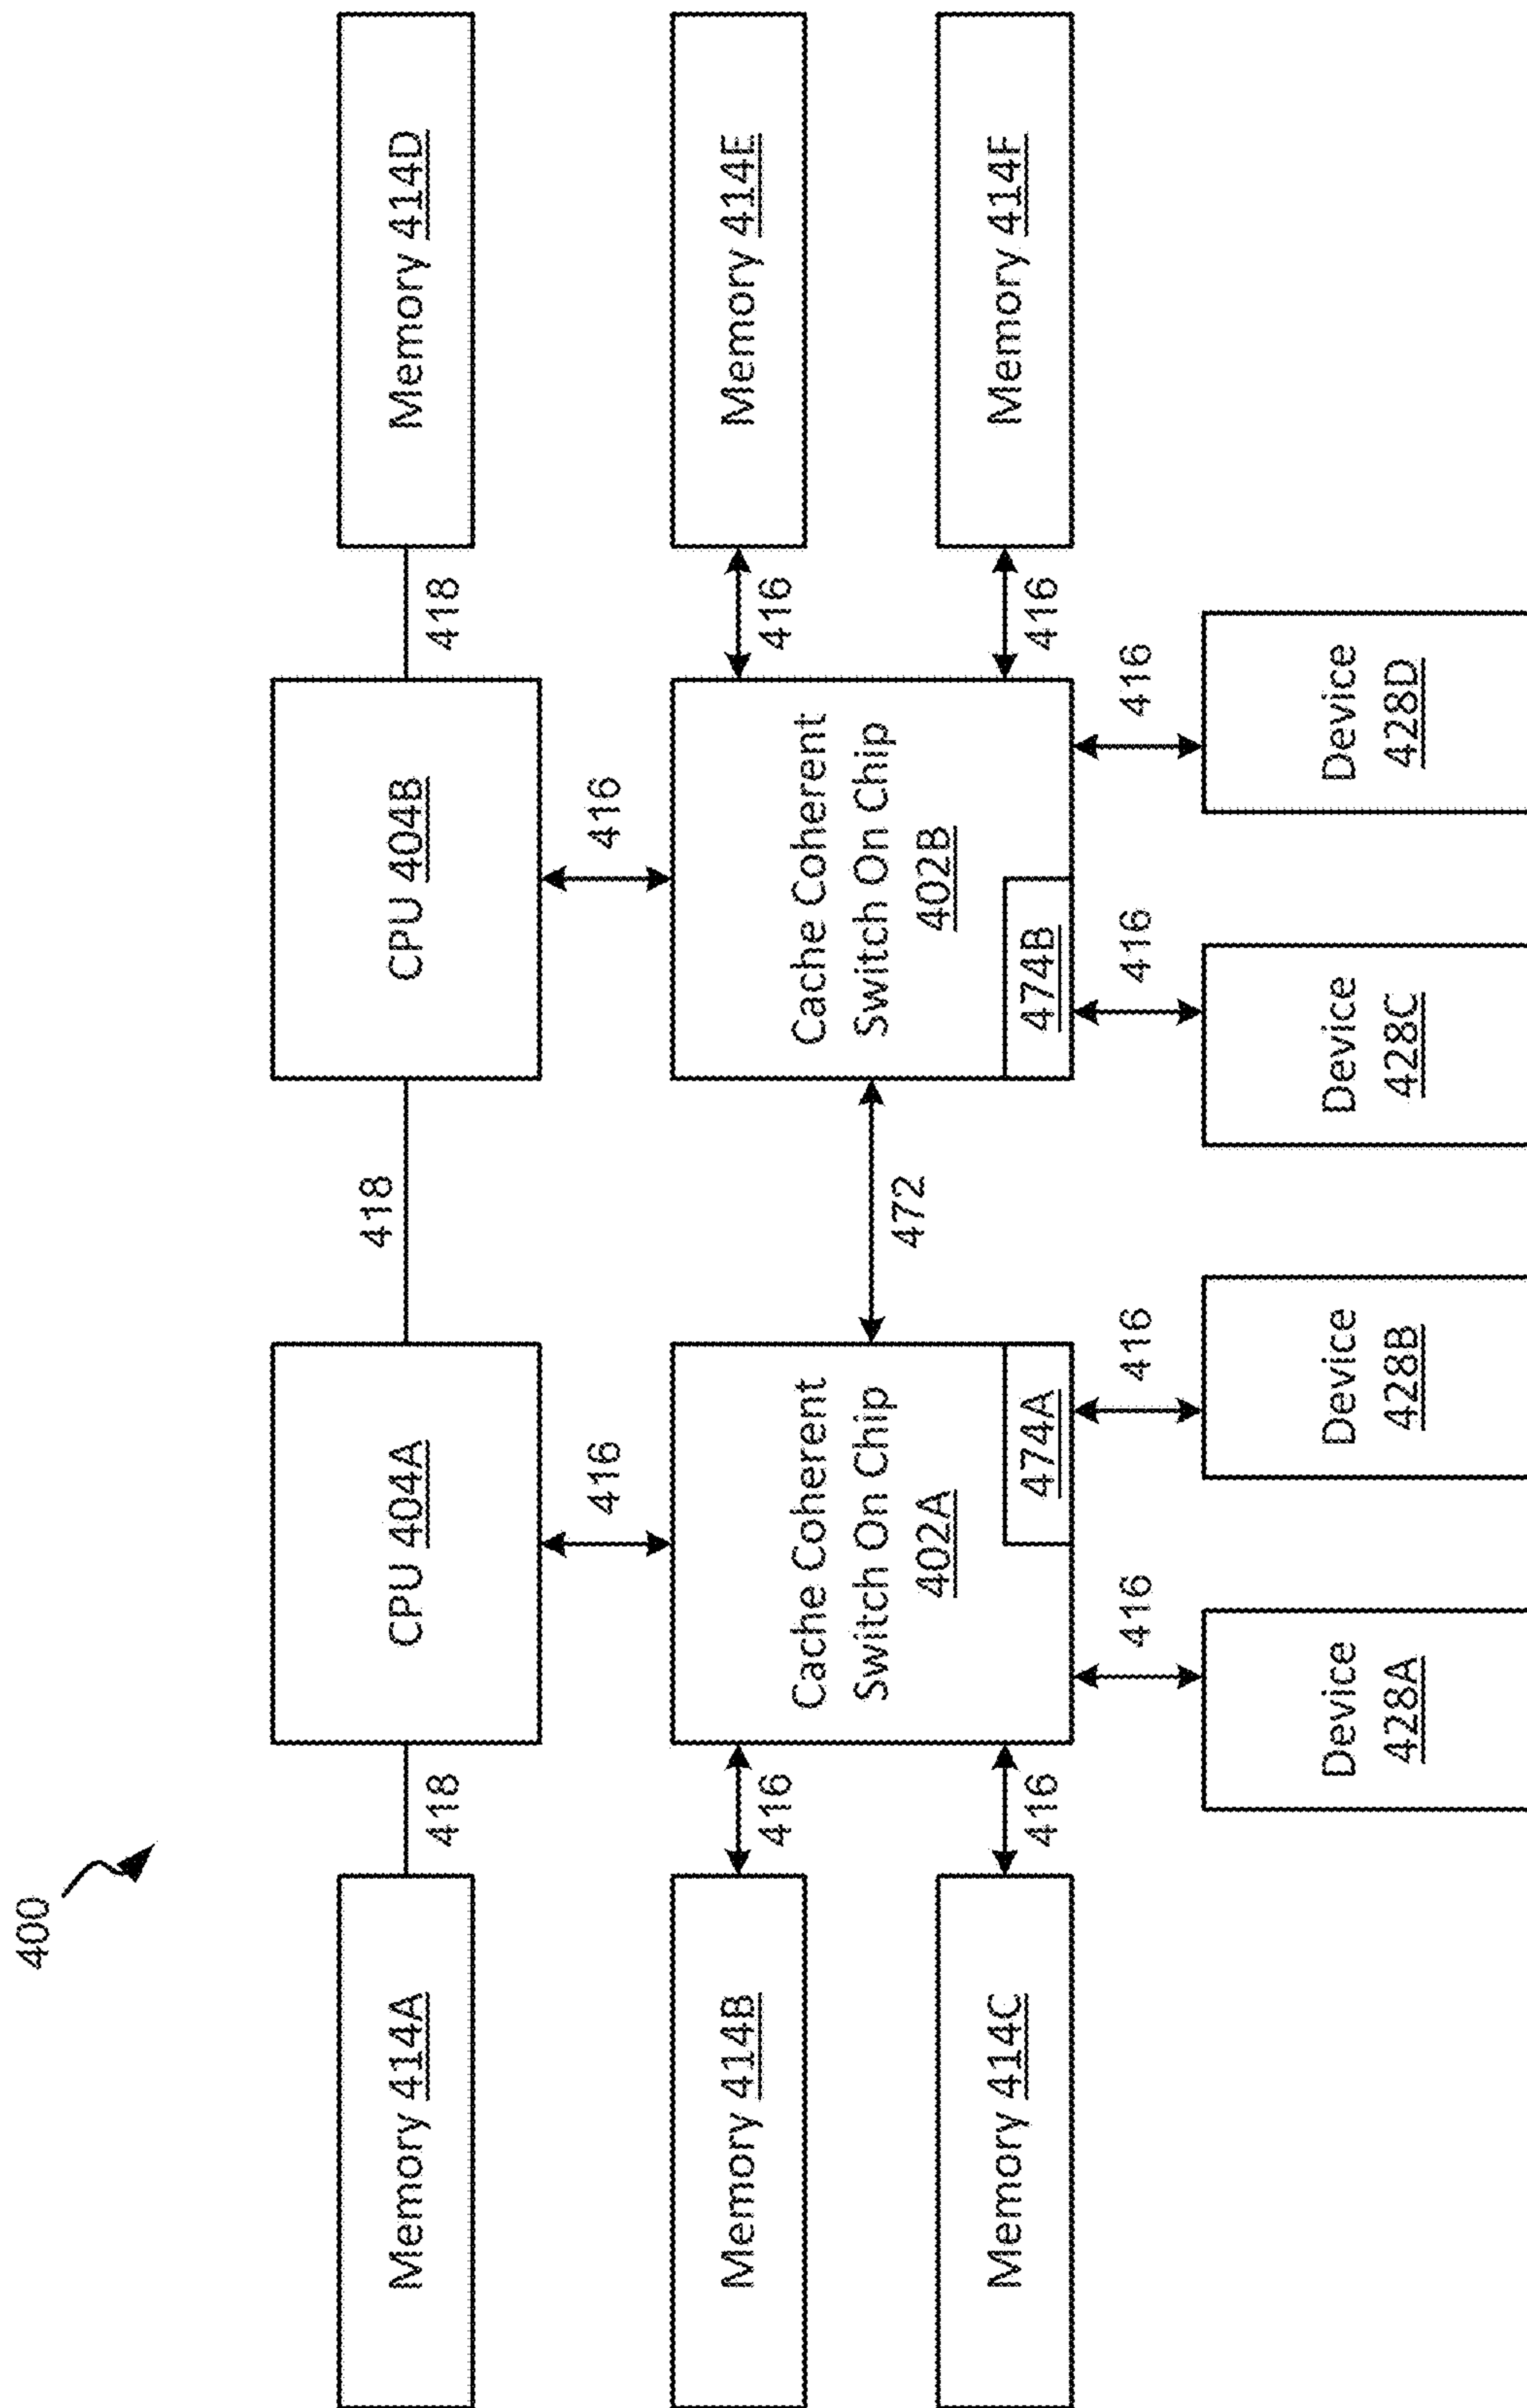 400
Memory 414A
418
CPU 404A
418
CPU 404B
418
Memory 414D
416
416
Memory 414B
416
Cache Coherent
Switch On Chip
402A
474A
472
Cache Coherent
Switch On Chip
402B
474B
416
Memory 414E
Memory 414C
416
416
Memory 414F
416
416
416
416
Device
428A
Device
428B
Device
428C
Device
428D